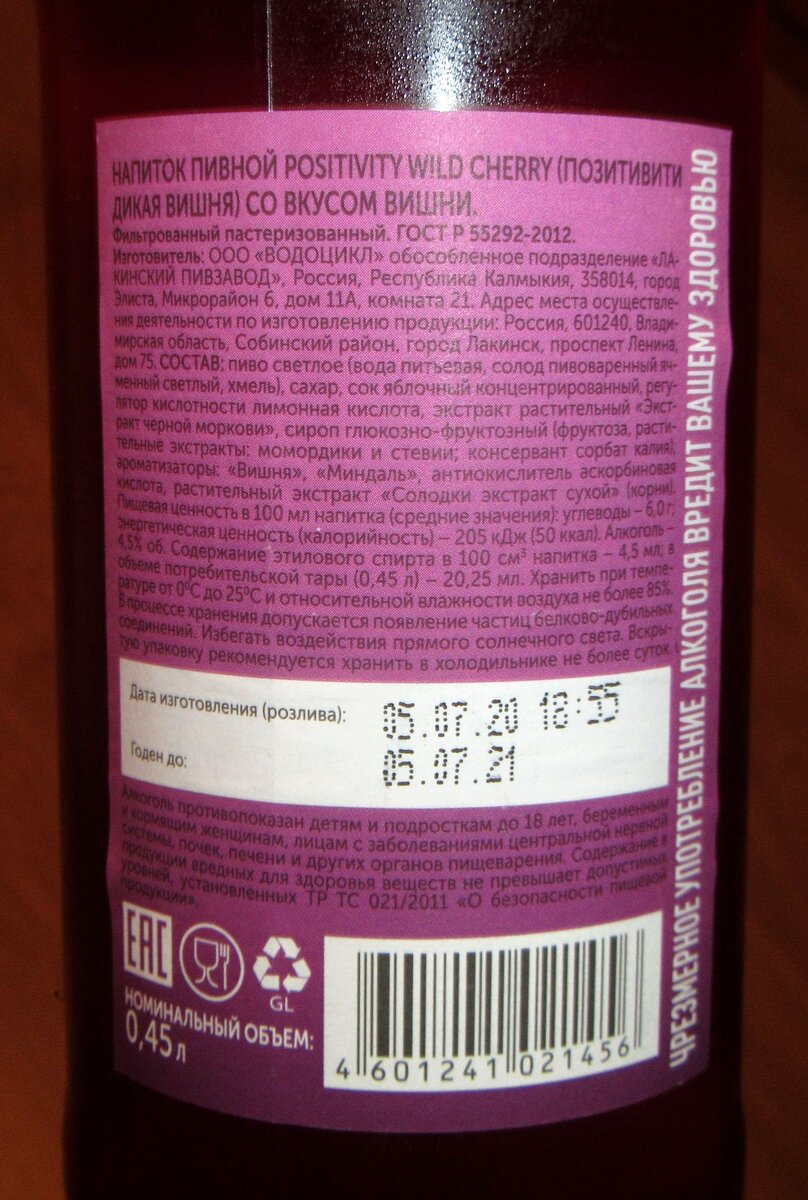 НАПИТОК ПИВНОЙ POSITIVITY WILD CHERRY (ПОЗИТИВИТИ
ДИКАЯ ВИШНЯ) СО ВКУСОМ ВИШНИ.
Фильтрованный пастеризованный. ГОСТ Р 55292-2012.
Изготовитель: ООО «ВОДОЦИКЛ» обособленное подразделение «ЛА-
КИНСКИЙ ПИВЗАВОД», Россия, Республика Калмыкия, 358014, город
Элиста, Микрорайон 6, дом 11А, комната 21. Адрес места осуществле-
ния деятельности по изготовлению продукции: Россия, 601240, Влади-
мирская область, Собинский район, город Лакинск, проспект Ленина,
дом 75. СОСТАВ: пиво светлое (вода питьевая, солод пивоваренный яч-
менный светлый, хмель), сахар, сок яблочный концентрированный, регу-
лятор кислотности лимонная кислота, экстракт растительный «Экст-
ракт черной моркови», сироп глюкозно-фруктозный (фруктоза, расти-
тельные экстракты: момордики и стевии; консервант сорбат калия),
ароматизаторы: «Вишня», «Миндаль», антиокислитель аскорбиновая
кислота, растительный экстракт «Солодки экстракт сухой» (корни).
Пищевая ценность в 100 мл напитка (средние значения): углеводы – 6,0 г,
энергетическая ценность (калорийность) – 205 кДж (50 ккал). Алкоголь –
4,5% об. Содержание этилового спирта в 100 см³ напитка – 4,5 мл; в
объеме потребительской тары (0,45 л) – 20,25 мл. Хранить при темпе-
ратуре от 0°С до 25°С и относительной влажности воздуха не более 85%.
В процессе хранения допускается появление частиц белково-дубильных
соединений. Избегать воздействия прямого солнечного света. Вскры-
тую упаковку рекомендуется хранить в холодильнике не более суток.
Дата изготовления (розлива): 05.07.20 18:55
Годен до: 05.07.21
Алкоголь противопоказан детям и подросткам до 18 лет, беременным
и кормящим женщинам, лицам с заболеваниями центральной нервной
системы, почек, печени и других органов пищеварения. Содержание в
продукции вредных для здоровья веществ не превышает допустимых
уровней, установленных ТР ТС 021/2011 «О безопасности пищевой
продукции».
EAC
GL
НОМИНАЛЬНЫЙ ОБЪЕМ:
0,45 л
4 601241 021456
ЧРЕЗМЕРНОЕ УПОТРЕБЛЕНИЕ АЛКОГОЛЯ ВРЕДИТ ВАШЕМУ ЗДОРОВЬЮ